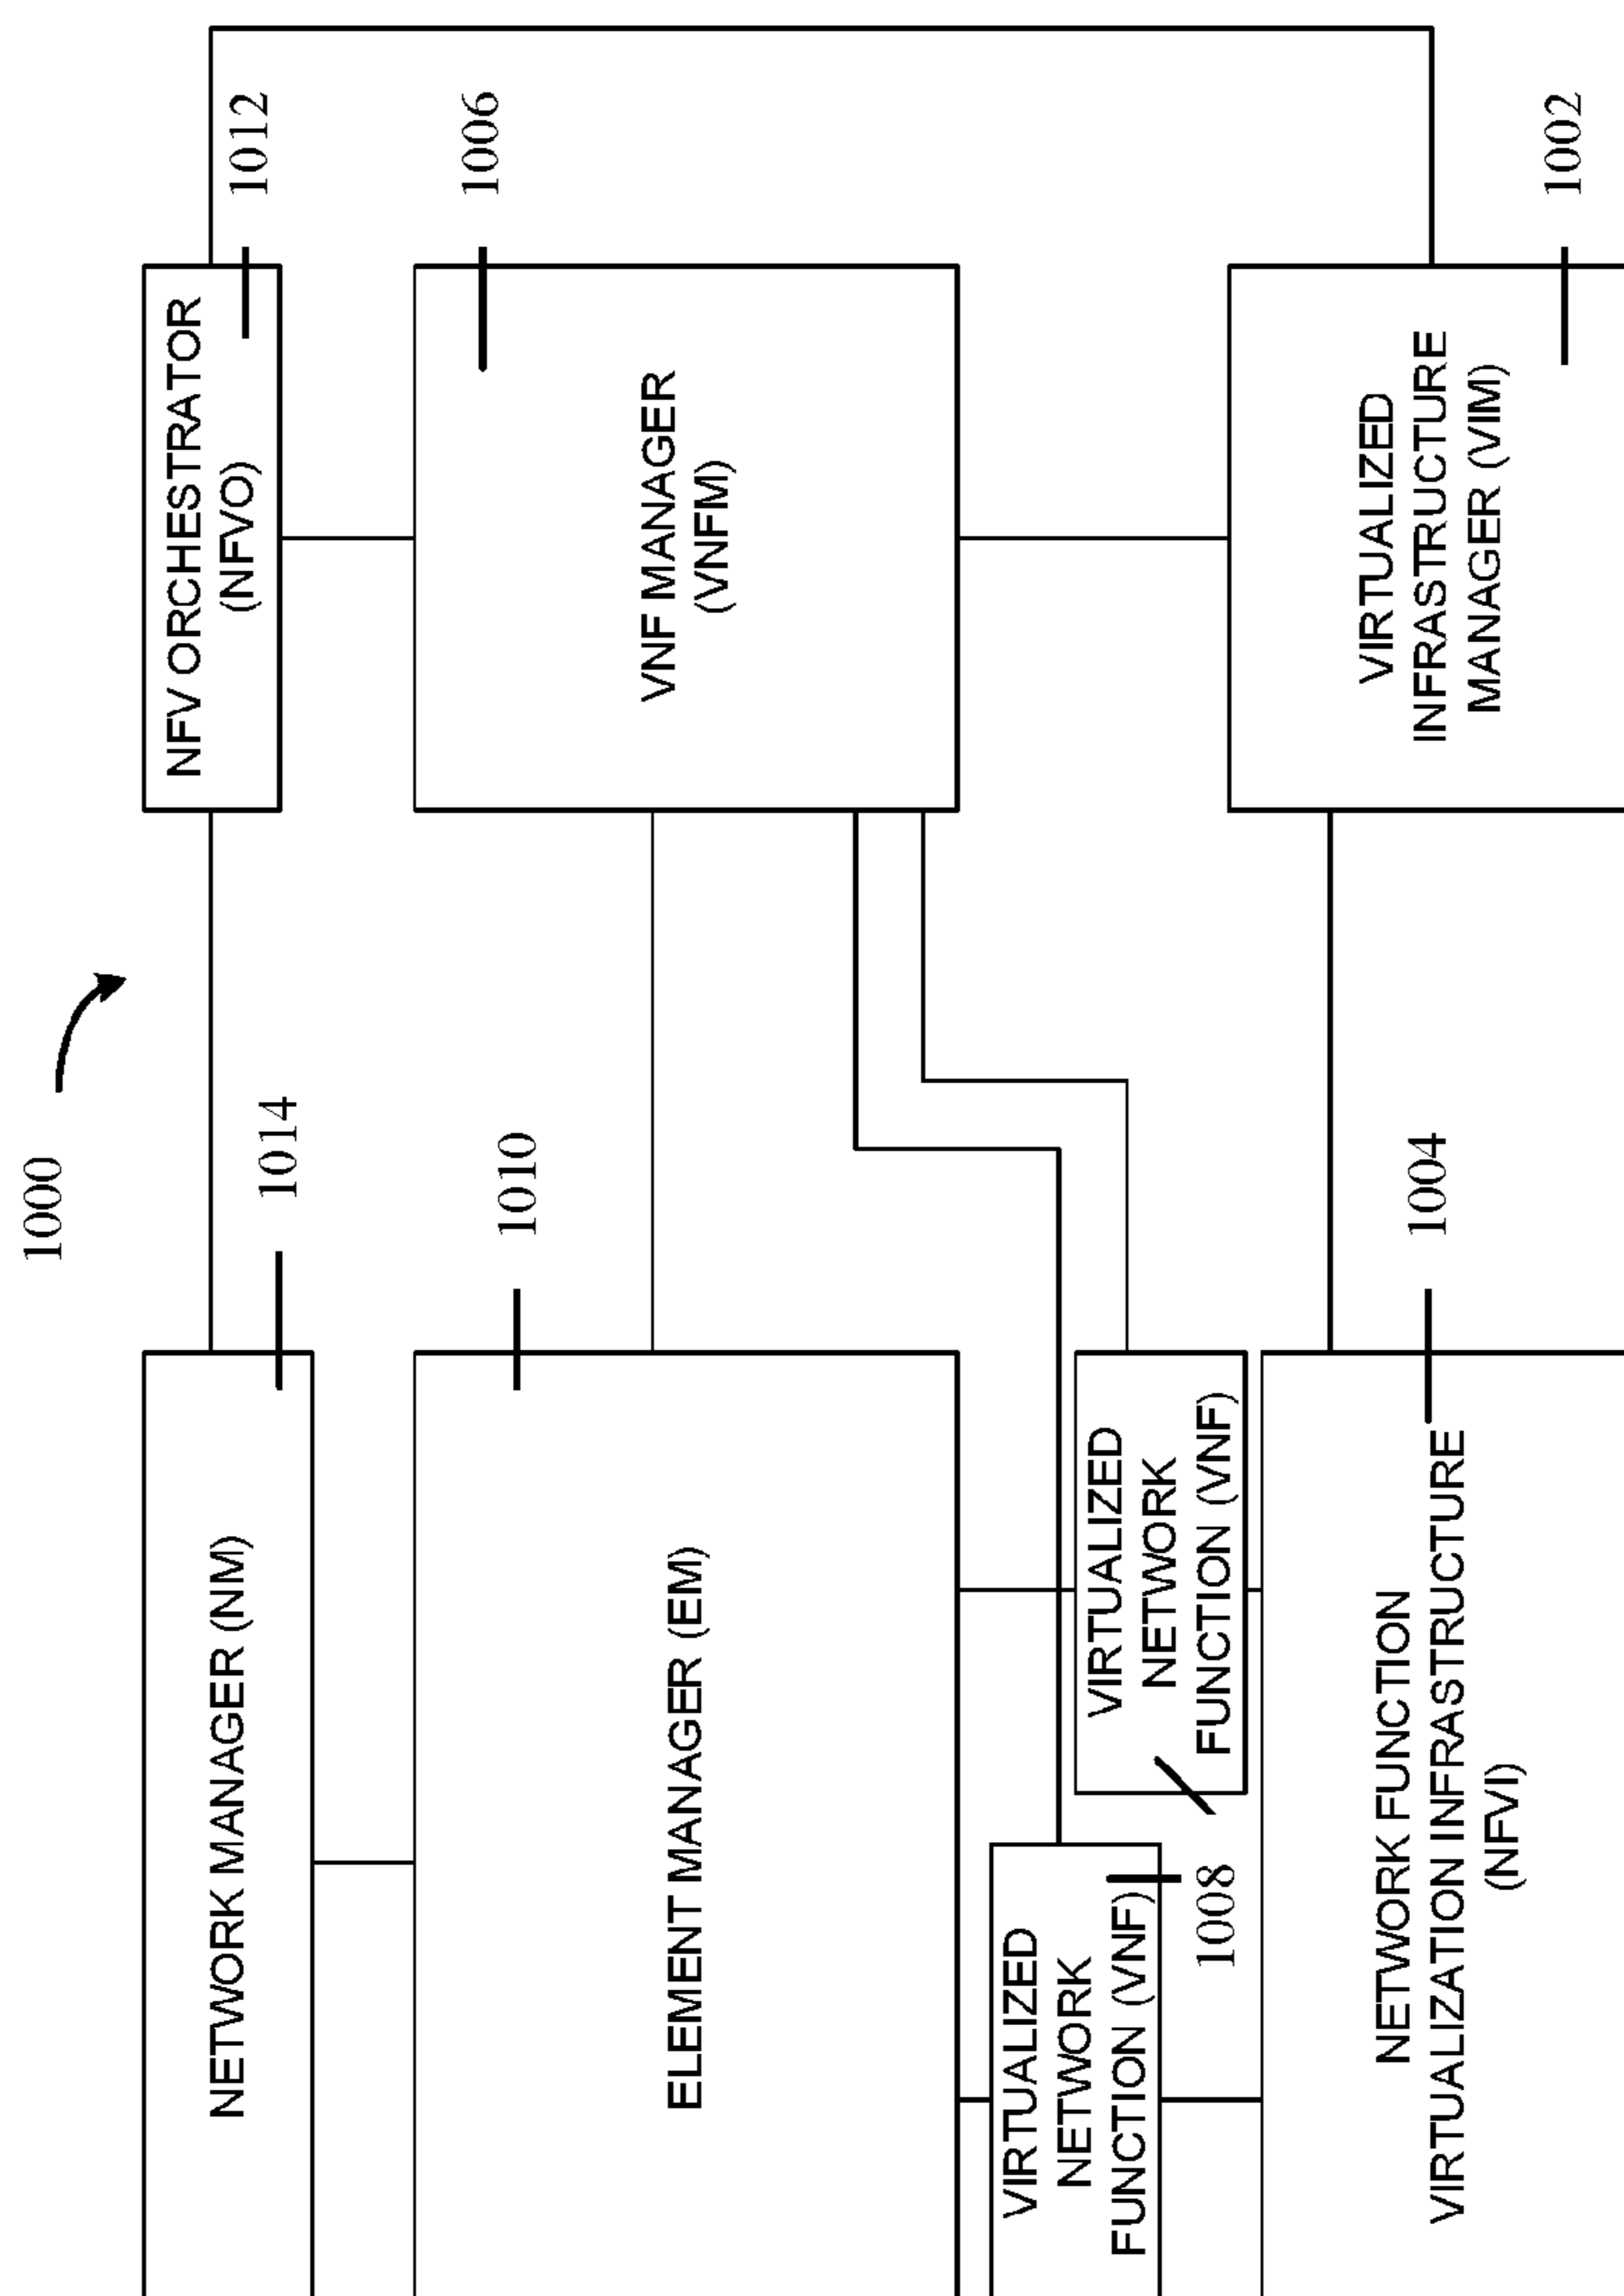 1000
NETWORK MANAGER (NM)
1014
NFV ORCHESTRATOR
(NFVO)
1012
ELEMENT MANAGER (EM)
1010
VNF MANAGER
(VNFM)
1006
VIRTUALIZED
NETWORK
FUNCTION (VNF)
VIRTUALIZED
NETWORK
FUNCTION (VNF)
1008
NETWORK FUNCTION
VIRTUALIZATION INFRASTRUCTURE
(NFVI)
1004
VIRTUALIZED
INFRASTRUCTURE
MANAGER (VIM)
1002